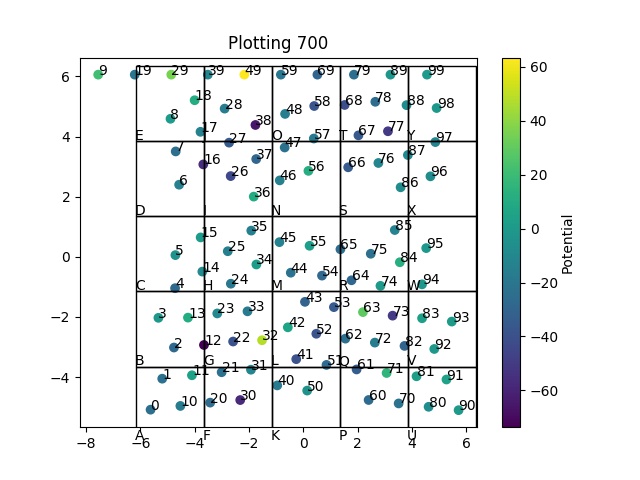 Plotting 700
9 19 29 39 49 59 69 79 89 99
8 18 28 38 48 58 68 78 88 98
E 7 17 27 37 J O 47 57 T 67 77 Y 87 97
6 16 26 36 46 56 66 76 86 96
D I N S X
5 15 25 35 45 55 65 75 85 95
C 4 14 H 24 34 M 44 54 R 64 74 84 W 94
3 13 23 33 43 53 63 73 83 93
B 2 12 G 22 32 L 42 52 Q 62 72 82 V 92
1 11 21 31 41 51 61 71 81 91
0 10 20 30 40 50 60 70 80 90
A F K P U
6
4
2
0
−2
−4
−8 −6 −4 −2 0 2 4 6
60
40
20
0
−20
−40
−60
Potential